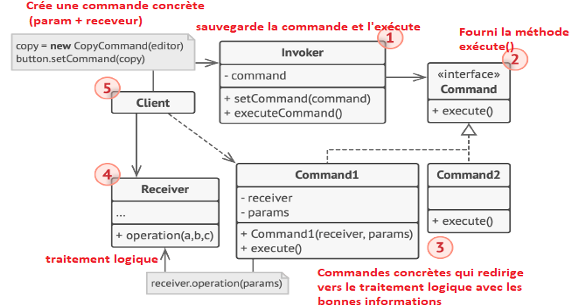 Crée une commande concrète
(param + receveur)
copy = new CopyCommand(editor)
button.setCommand(copy)
sauvegarde la commande et l'exécute
1
Invoker
- command
+ setCommand(command)
+ executeCommand()
Fourni la méthode
exécute()
2
«interface»
Command
+ execute()
5
Client
4
Receiver
...
+ operation(a,b,c)
traitement logique
receiver.operation(params)
Command1
- receiver
- params
+ Command1(receiver, params)
+ execute()
Command2
+ execute()
3
Commandes concrètes qui redirige
vers le traitement logique avec les
bonnes informations